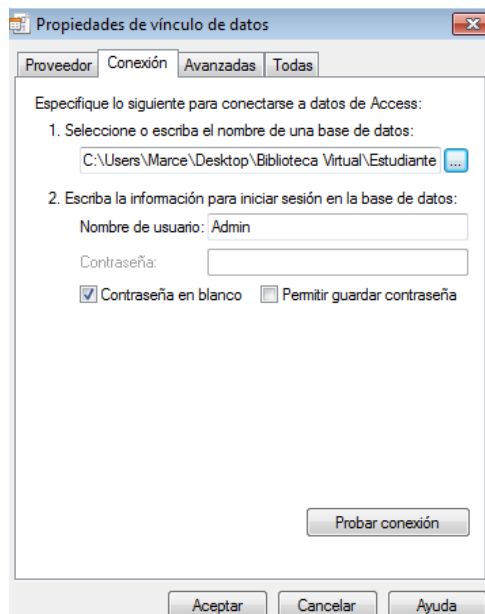 Propiedades de vínculo de datos
Proveedor Conexión Avanzadas Todas
Especifique lo siguiente para conectarse a datos de Access:
1. Seleccione o escriba el nombre de una base de datos:
C:\Users\Marce\Desktop\Biblioteca Virtual\Estudiante ...
2. Escriba la información para iniciar sesión en la base de datos:
Nombre de usuario: Admin
Contraseña:
Contraseña en blanco Permitir guardar contraseña
Probar conexión
Aceptar Cancelar Ayuda